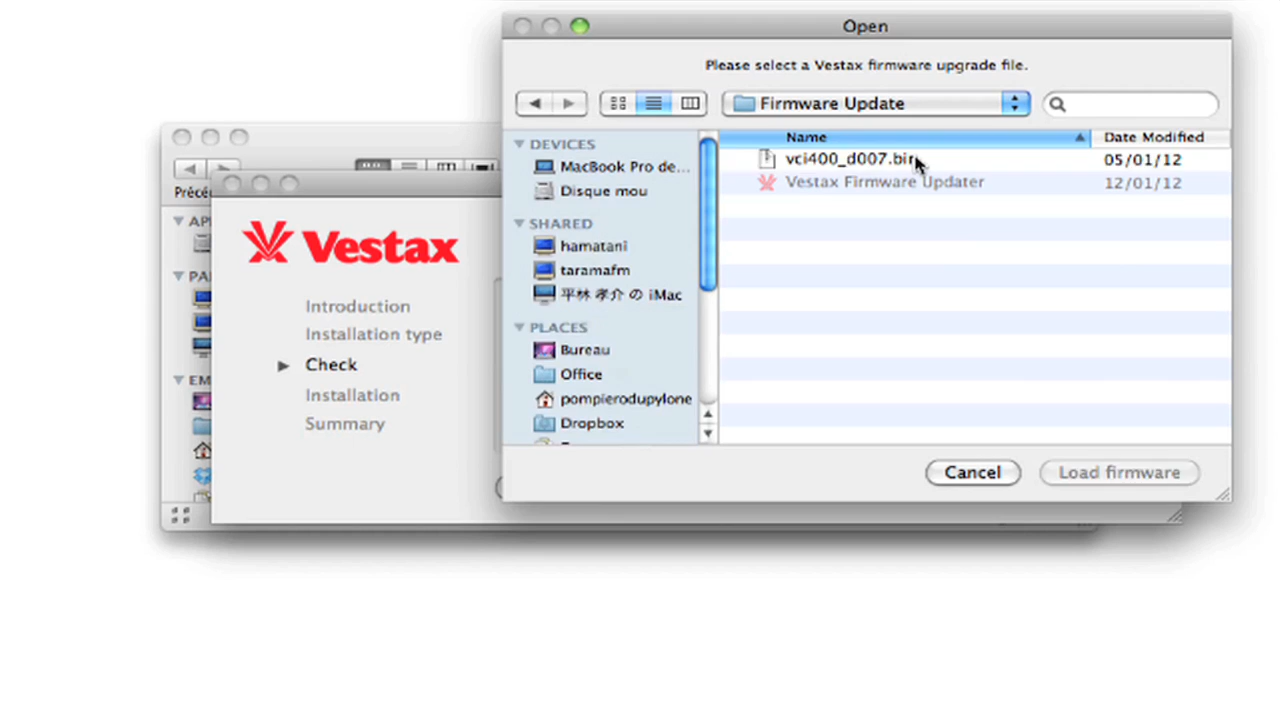 Open
Please select a Vestax firmware upgrade file.
Firmware Update
Name
Date Modified
vci400_d007.bin
05/01/12
Vestax Firmware Updater
12/01/12
DEVICES
MacBook Pro de...
Disque mou
SHARED
hamatani
taramafm
平林 孝介 の iMac
PLACES
Bureau
Office
pompierodupylone
Dropbox
Cancel
Load firmware
Vestax
Introduction
Installation type
Check
Installation
Summary